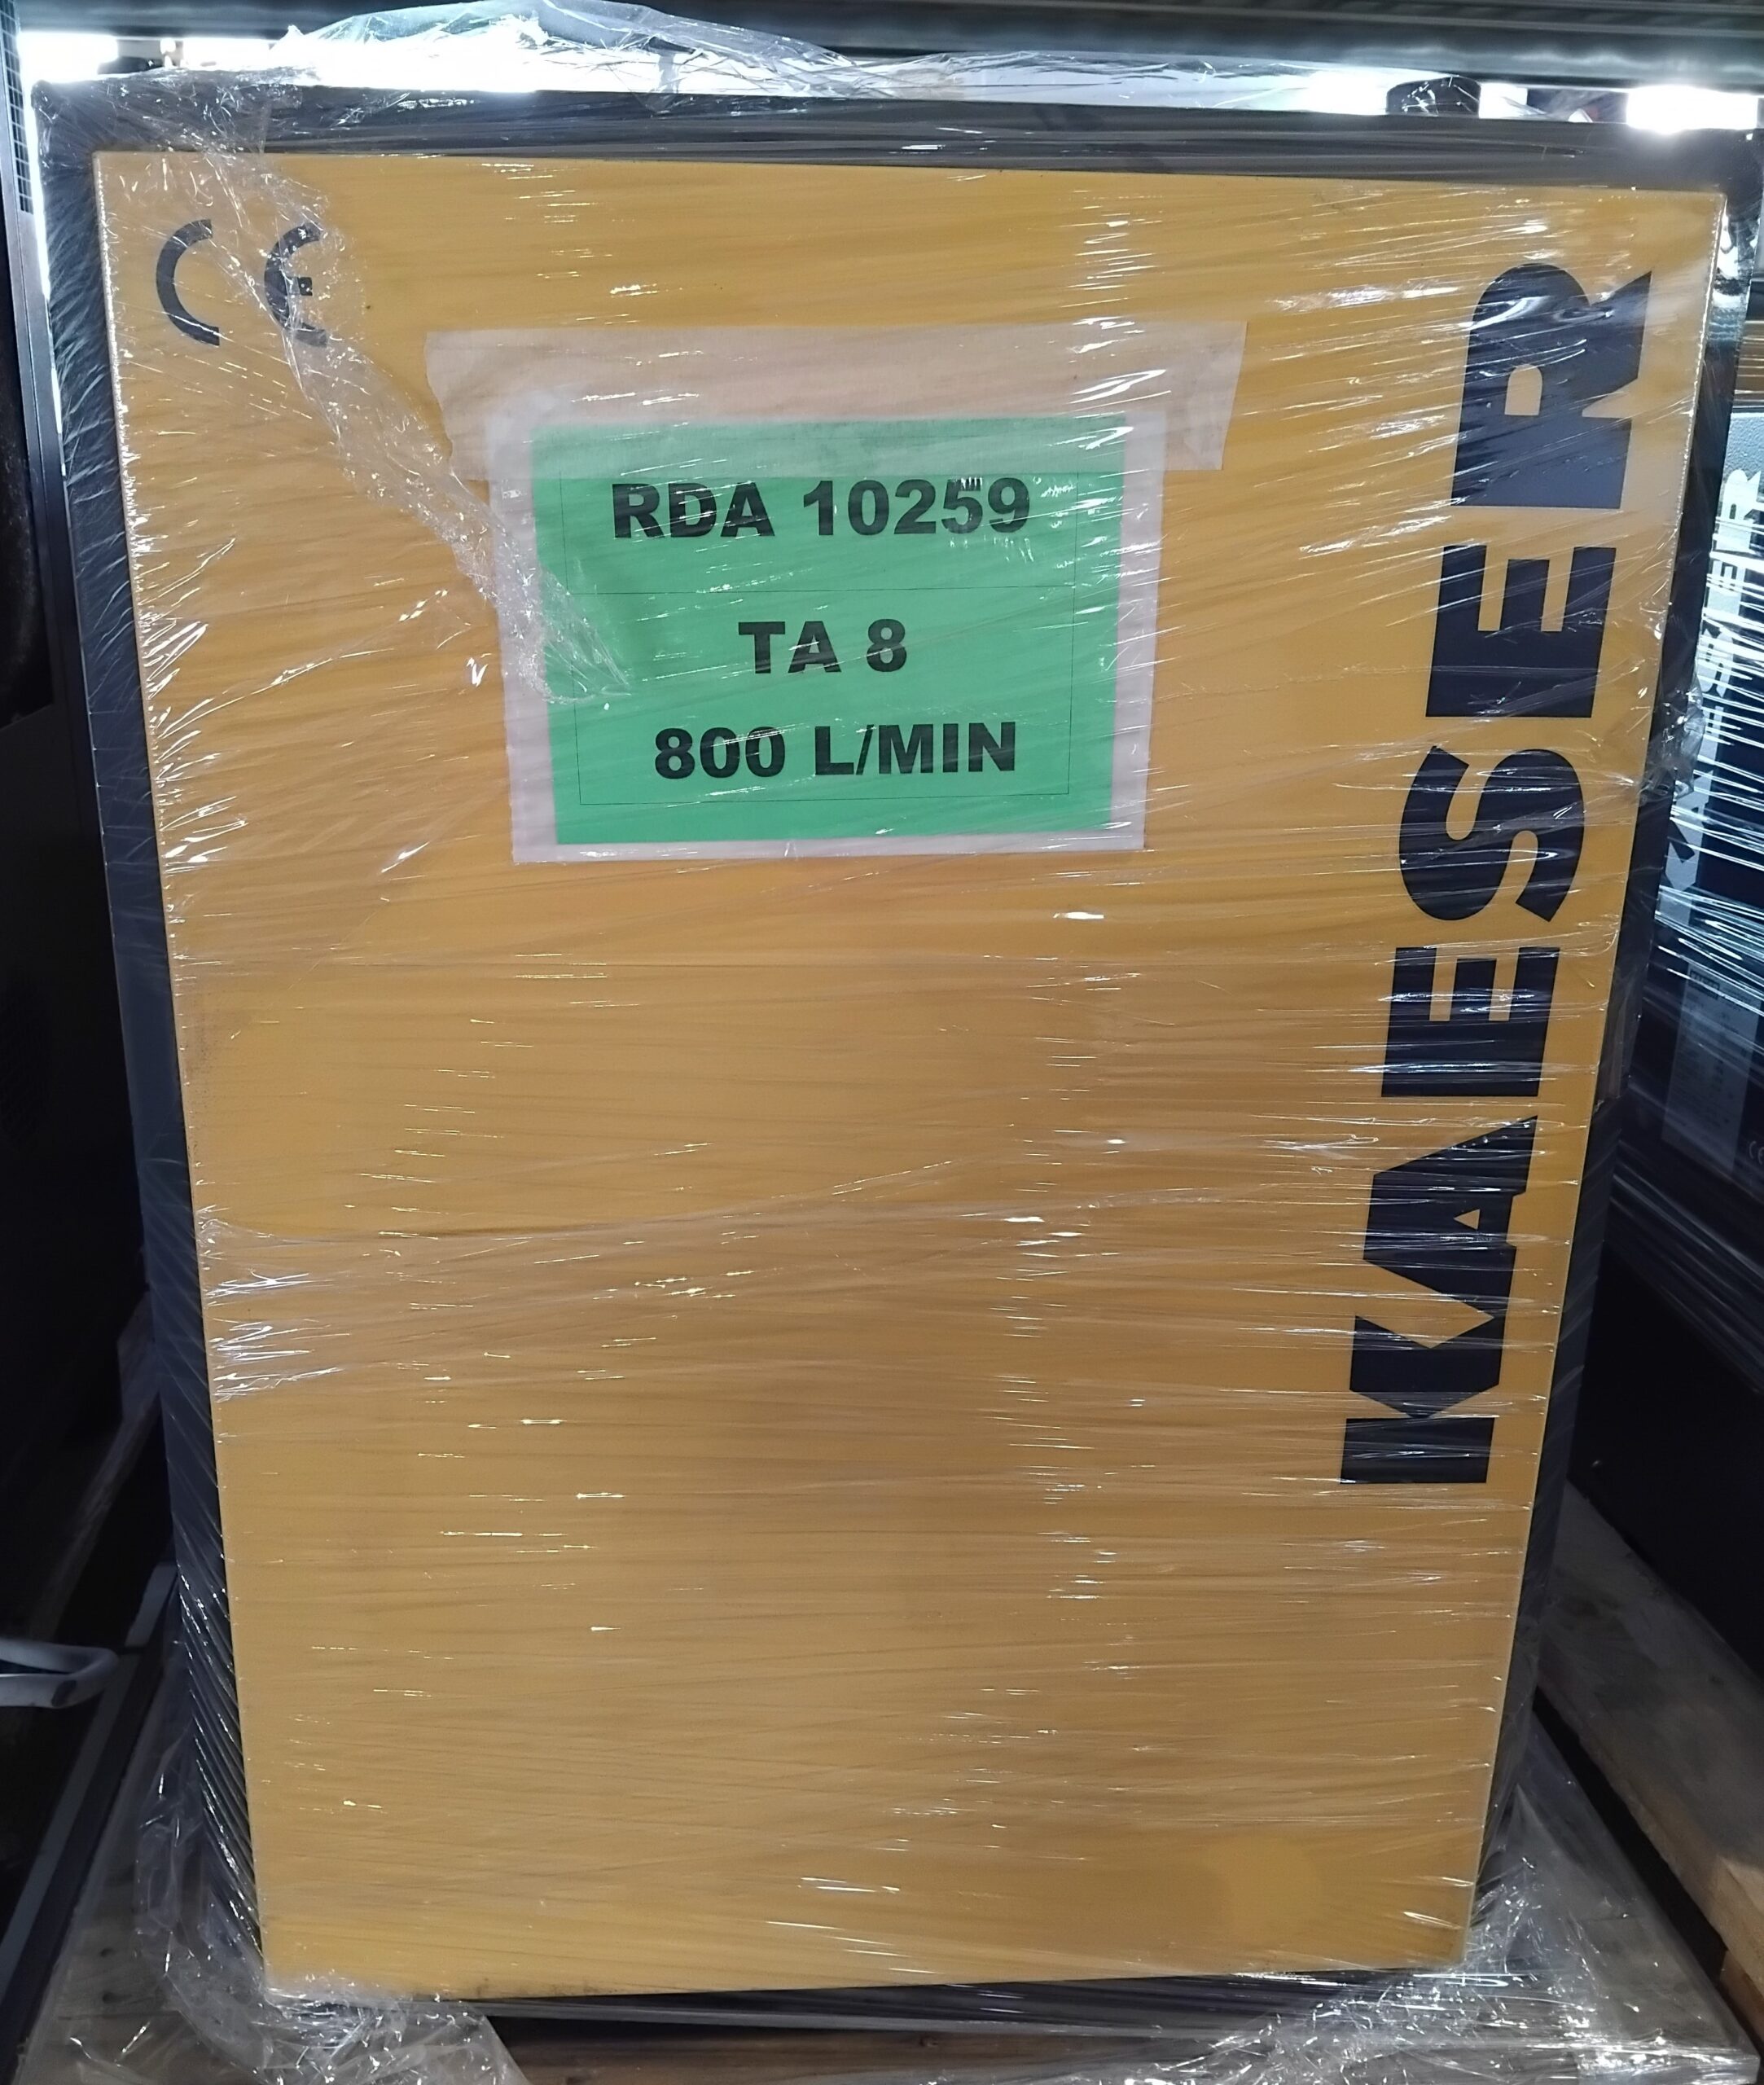 CE
RDA 10259
TA 8
800 L/MIN
KAESER